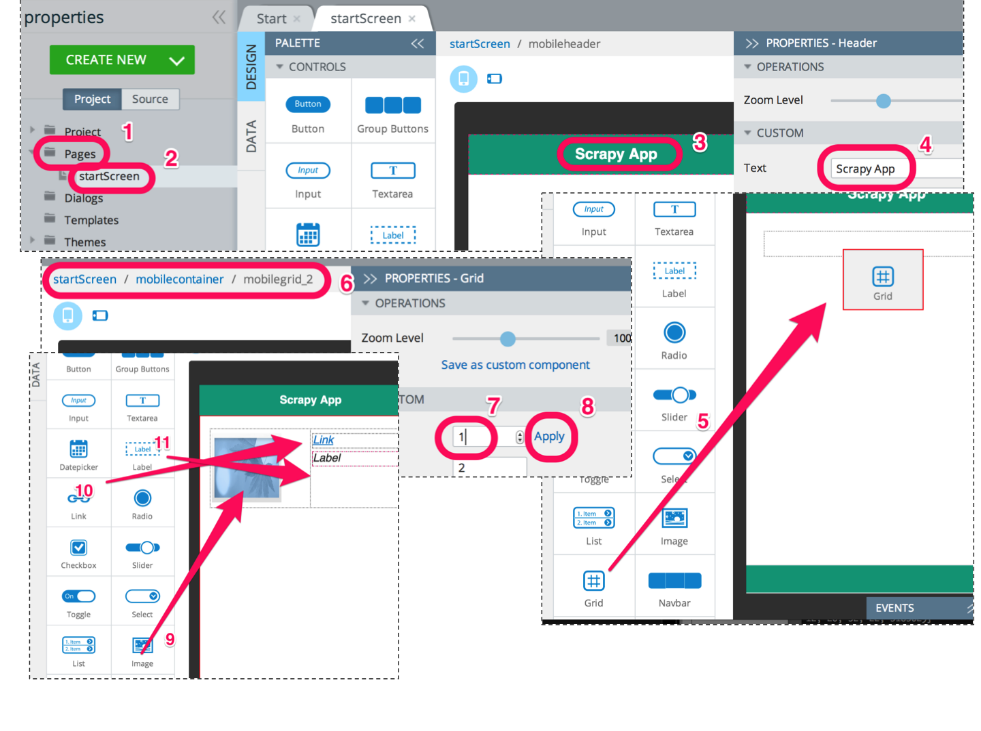 properties
Start ×
startScreen ×
CREATE NEW
Project
Source
Project
1
Pages
2
startScreen
Dialogs
Templates
Themes
DESIGN
DATA
PALETTE
CONTROLS
Button
Button
Group Buttons
Input
T
Input
Textarea
Label
startScreen / mobileheader
Scrapy App
3
PROPERTIES - Header
OPERATIONS
Zoom Level
CUSTOM
4
Text
Scrapy App
startScreen / mobilecontainer / mobilegrid_2
6
PROPERTIES - Grid
OPERATIONS
Zoom Level
100
Save as custom component
TOM
7
8
1
Apply
2
Input
T
Input
Textarea
Label
Label
Radio
Slider
5
Toggle
Select
1. Item
2. Item
List
Image
Grid
Navbar
Scrapy App
Grid
EVENTS
DATA
Button
Group Buttons
Input
T
Input
Textarea
Label
11
Datepicker
Label
10
Link
Radio
Checkbox
Slider
On
Toggle
Select
1. Item
2. Item
9
List
Image
Scrapy App
Link
Label